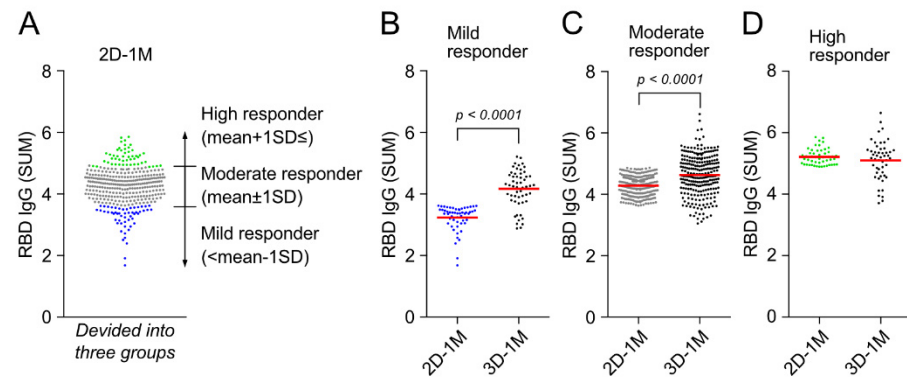 A
2D-1M
RBD IgG (SUM)
8
6
4
2
0
High responder
(mean+1SD≤)
Moderate responder
(mean±1SD)
Mild responder
(<mean-1SD)
Devided into
three groups
B
Mild
responder
p < 0.0001
RBD IgG (SUM)
8
6
4
2
0
2D-1M
3D-1M
C
Moderate
responder
p < 0.0001
RBD IgG (SUM)
8
6
4
2
0
2D-1M
3D-1M
D
High
responder
RBD IgG (SUM)
8
6
4
2
0
2D-1M
3D-1M